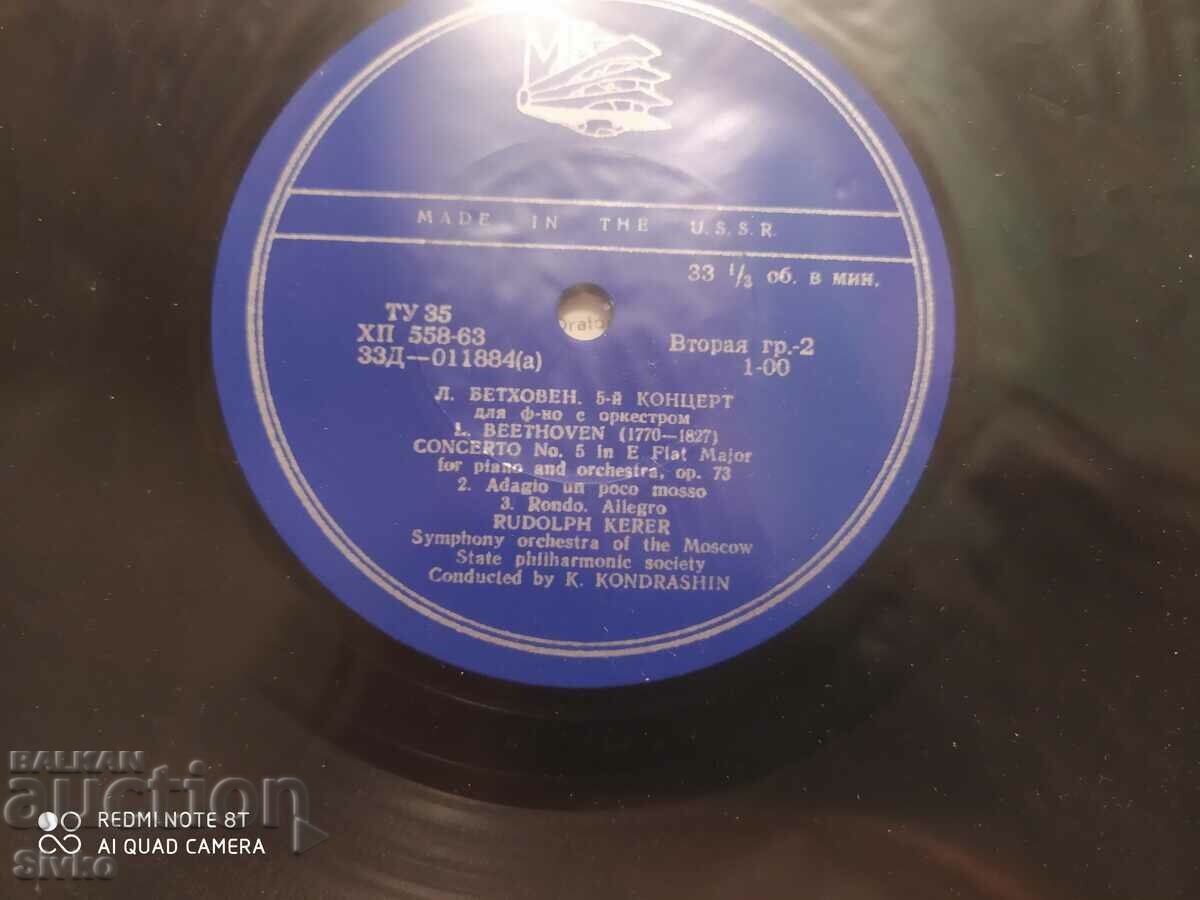 MADE IN THE U.S.S.R.
33 1/3 об. в мин.
ТУ 35
ХП 558-63
33Д—011884(а)
Вторая гр.-2
1-00
Л. БЕТХОВЕН. 5-й КОНЦЕРТ
для ф-но с оркестром
L. BEETHOVEN (1770—1827)
CONCERTO No. 5 in E Flat Major
for piano and orchestra, op. 73
2. Adagio un poco mosso
3. Rondo. Allegro
RUDOLPH KERER
Symphony orchestra of the Moscow
State philharmonic society
Conducted by K. KONDRASHIN
BALKAN
auction
REDMI NOTE 8T
AI QUAD CAMERA
Sivko